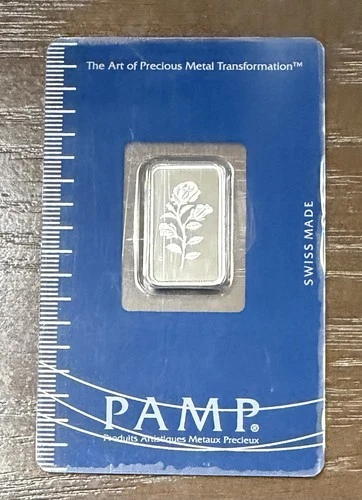 The Art of Precious Metal Transformation™
SWISS MADE
PAMP®
Produits Artistiques Metaux Precieux